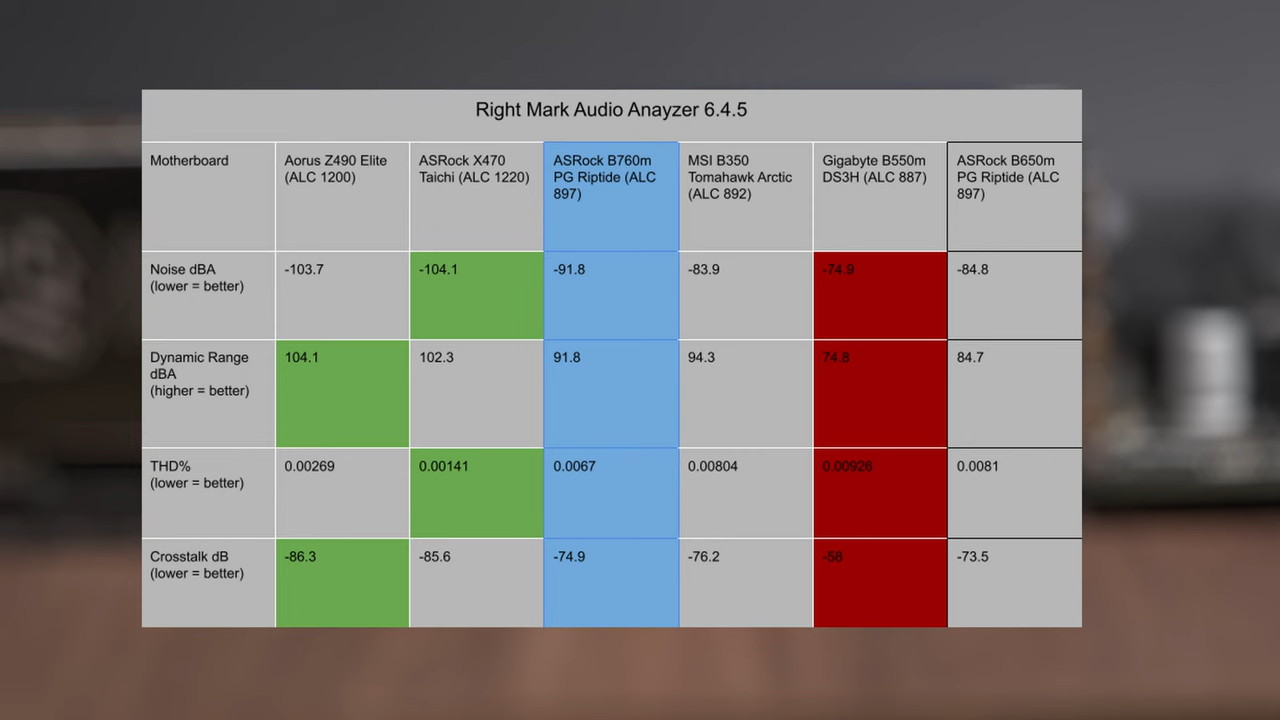 Right Mark Audio Anayzer 6.4.5
Motherboard
Aorus Z490 Elite
(ALC 1200)
ASRock X470
Taichi (ALC 1220)
ASRock B760m
PG Riptide (ALC
897)
MSI B350
Tomahawk Arctic
(ALC 892)
Gigabyte B550m
DS3H (ALC 887)
ASRock B650m
PG Riptide (ALC
897)
Noise dBA
(lower = better)
-103.7
-104.1
-91.8
-83.9
-74.9
-84.8
Dynamic Range
dBA
(higher = better)
104.1
102.3
91.8
94.3
74.8
84.7
THD%
(lower = better)
0.00269
0.00141
0.0067
0.00804
0.00926
0.0081
Crosstalk dB
(lower = better)
-86.3
-85.6
-74.9
-76.2
-58
-73.5